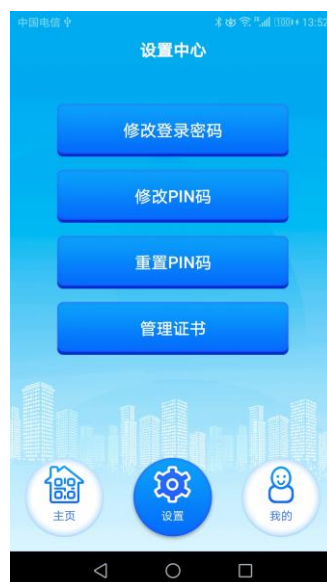 中国电信
100
13:52
设置中心
修改登录密码
修改PIN码
重置PIN码
管理证书
主页
设置
我的